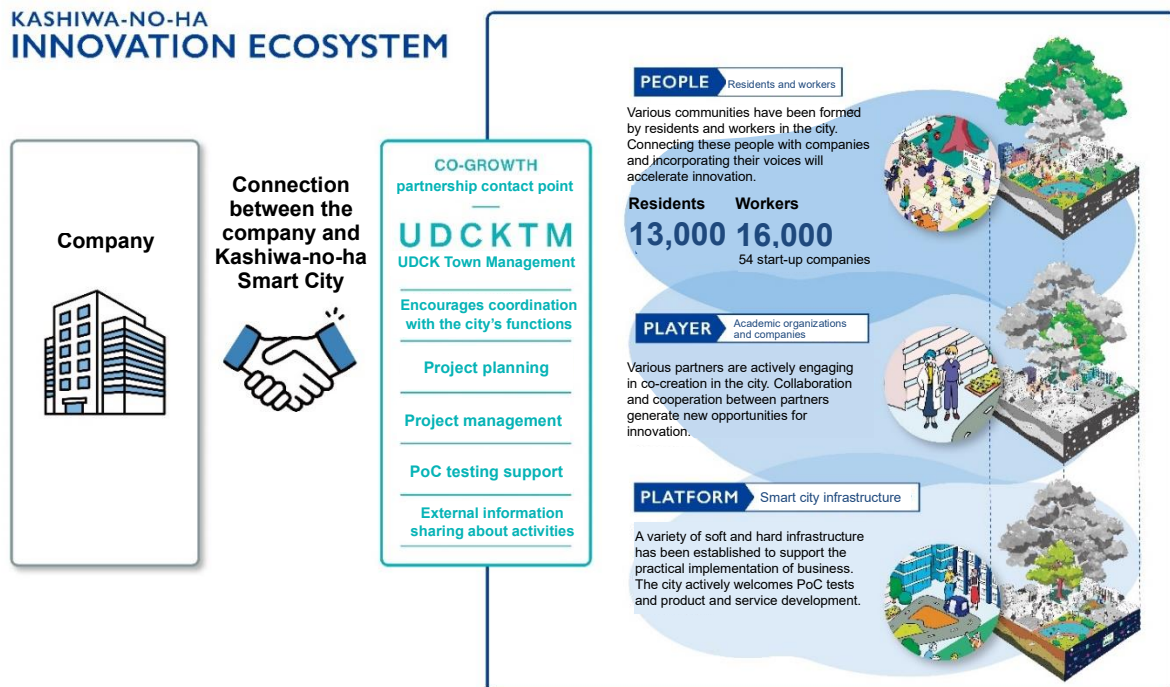 KASHIWA-NO-HA
INNOVATION ECOSYSTEM
Company
Connection
between the
company and
Kashiwa-no-ha
Smart City
CO-GROWTH
partnership contact point
UDCKTM
UDCK Town Management
Encourages coordination
with the city's functions
Project planning
Project management
PoC testing support
External information
sharing about activities
PEOPLE Residents and workers
Various communities have been formed
by residents and workers in the city.
Connecting these people with companies
and incorporating their voices will
accelerate innovation.
Residents Workers
13,000 16,000
54 start-up companies
PLAYER Academic organizations
and companies
Various partners are actively engaging
in co-creation in the city. Collaboration
and cooperation between partners
generate new opportunities for
innovation.
PLATFORM Smart city infrastructure
A variety of soft and hard infrastructure
has been established to support the
practical implementation of business.
The city actively welcomes PoC tests
and product and service development.